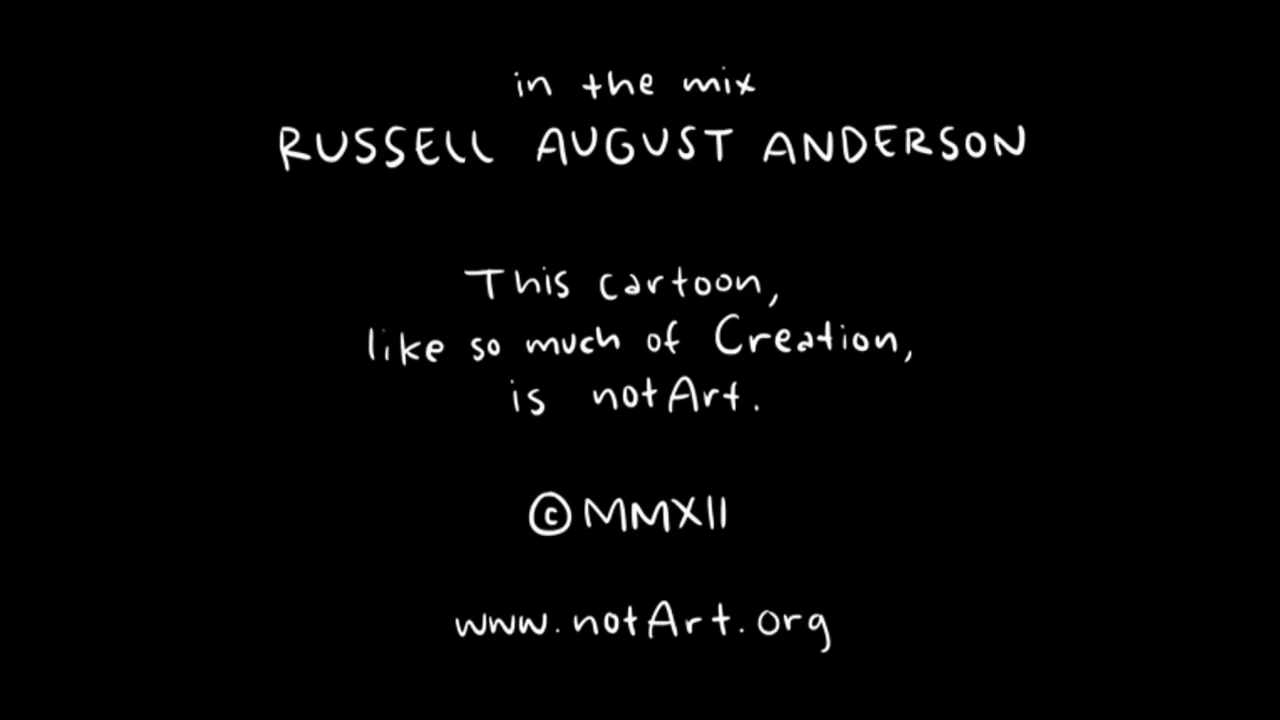 in the mix
RUSSELL AUGUST ANDERSON
This cartoon,
like so much of Creation,
is notArt.
©MMXII
www.notArt.org